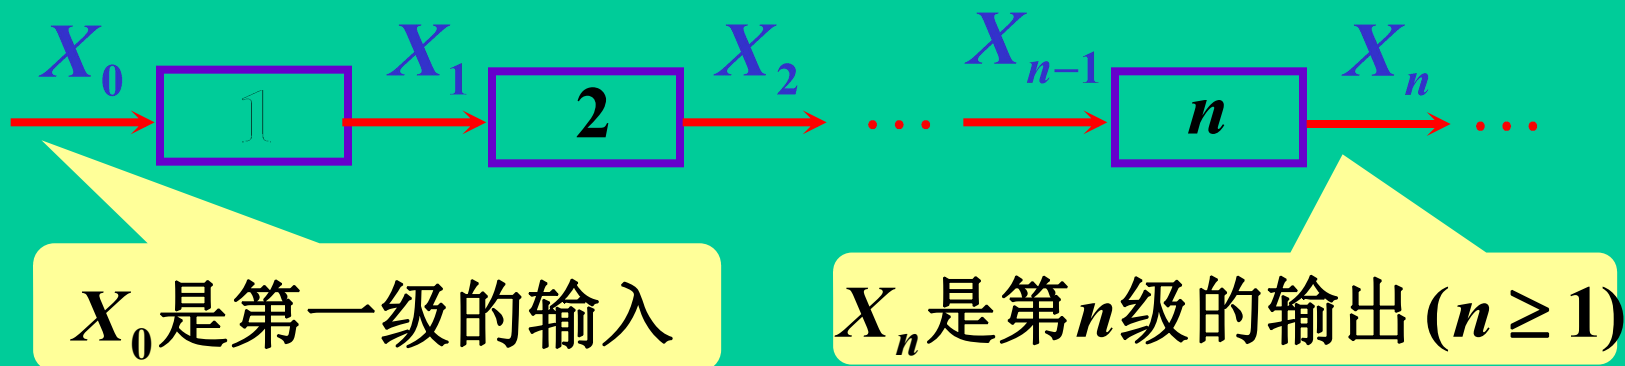 X₀ X₁ X₂ Xₙ₋₁ Xₙ
1 2 ··· n ···
X₀是第一级的输入
Xₙ是第n级的输出(n ≥ 1)